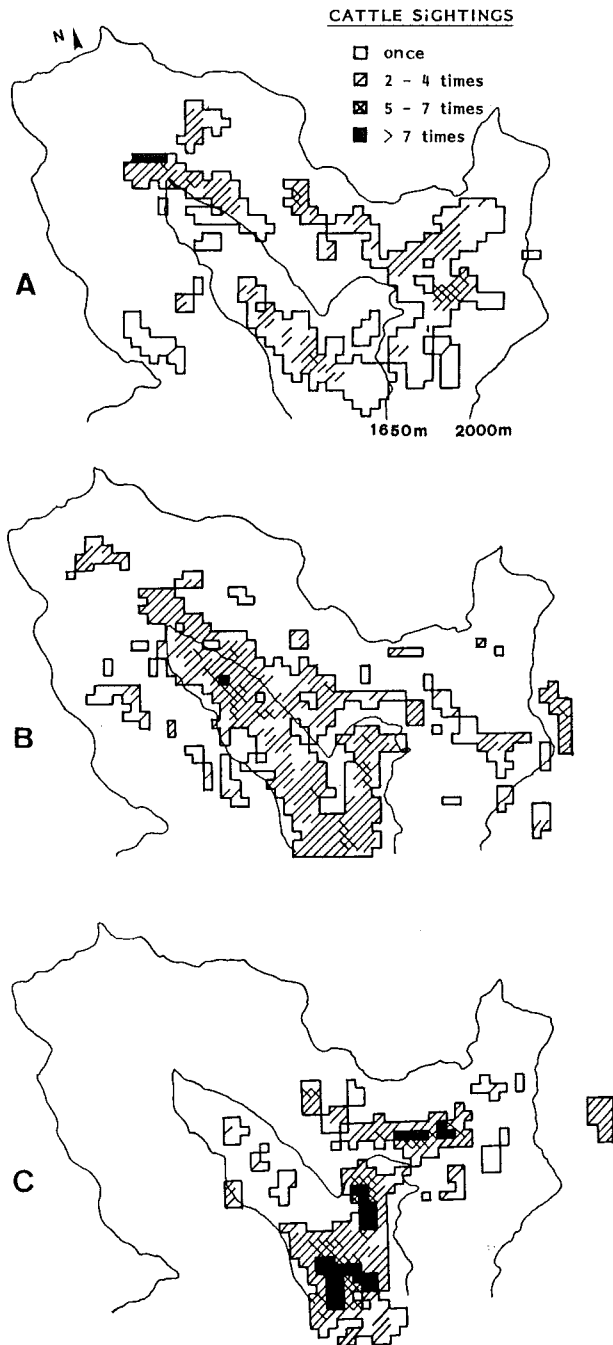 CATTLE SiGHTINGS
N
once
2 - 4 times
5 - 7 times
> 7 times
A
1650m 2000m
B
C